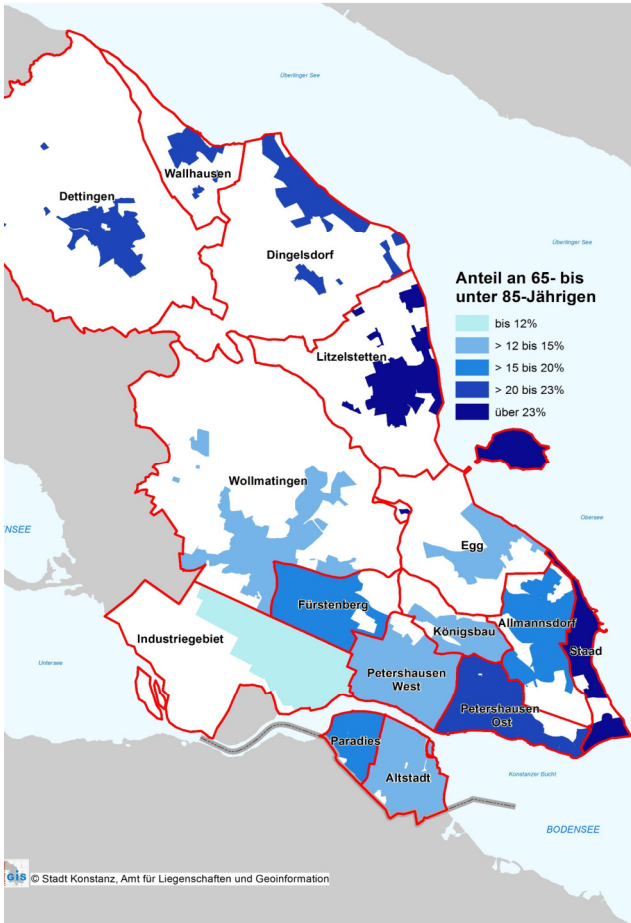 Überlinger See
Wallhausen
Dettingen
Überlinger See
Dingelsdorf
Anteil an 65- bis
unter 85-Jährigen
bis 12%
> 12 bis 15%
> 15 bis 20%
> 20 bis 23%
über 23%
Litzelstetten
Wollmatingen
Obersee
ENSEE
Egg
Fürstenberg
Königsbau
Allmannsdorf
Industriegebiet
Staad
Untersee
Petershausen
West
Petershausen
Ost
Paradies
Altstadt
Konstanzer Bucht
BODENSEE
GIS © Stadt Konstanz, Amt für Liegenschaften und Geoinformation